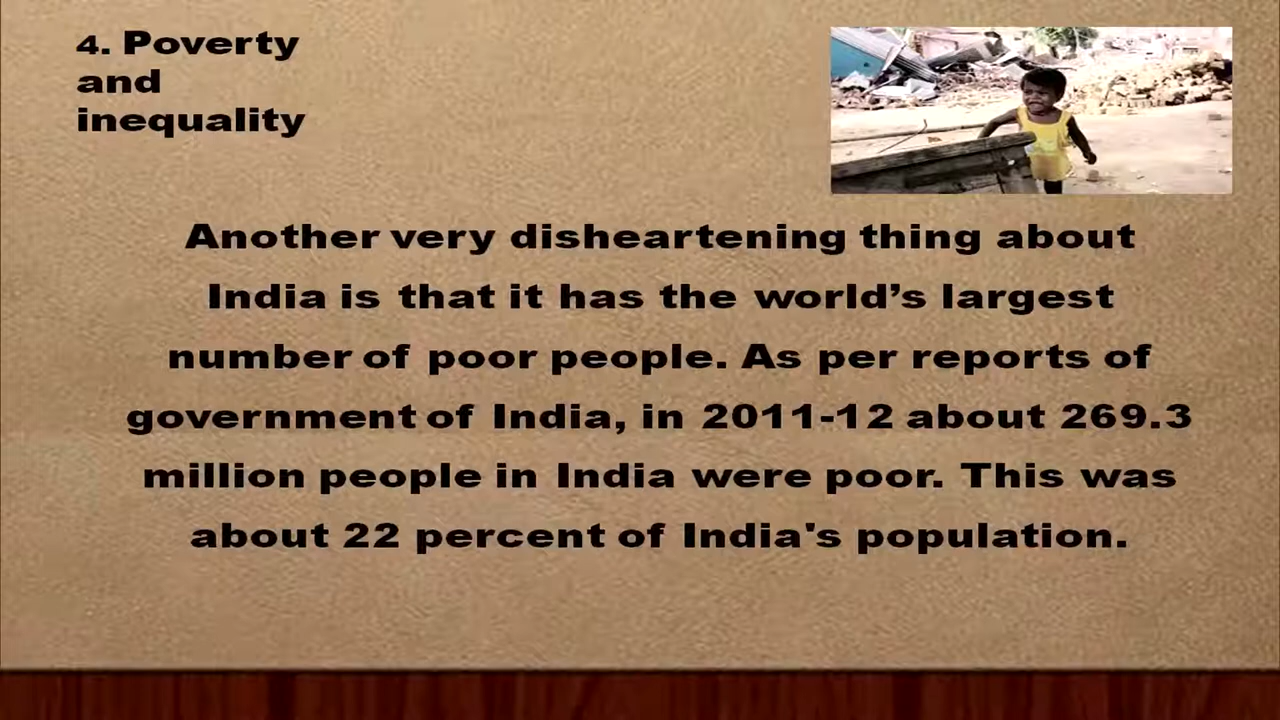 4. Poverty
and
inequality
Another very disheartening thing about
India is that it has the world’s largest
number of poor people. As per reports of
government of India, in 2011-12 about 269.3
million people in India were poor. This was
about 22 percent of India's population.